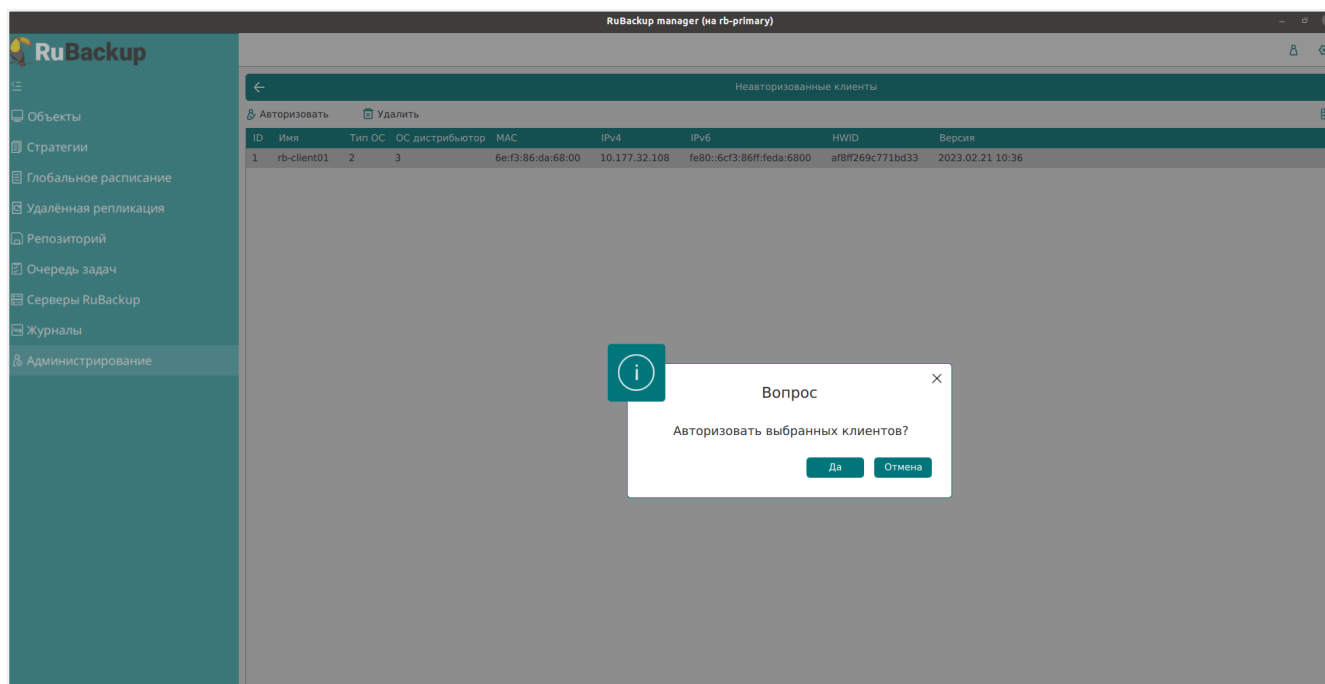 RuBackup manager (на rb-primary)
RuBackup
Неавторизованные клиенты
Объекты
Стратегии
Глобальное расписание
Удалённая репликация
Репозиторий
Очередь задач
Серверы RuBackup
Журналы
Администрирование
Авторизовать Удалить
ID Имя Тип ОС ОС дистрибьютор MAC IPv4 IPv6 HWID Версия
1 rb-client01 2 3 6e:f3:86:da:68:00 10.177.32.108 fe80::6cf3:86ff:feda:6800 af8ff269c771bd33 2023.02.21 10:36
Вопрос
Авторизовать выбранных клиентов?
Да Отмена